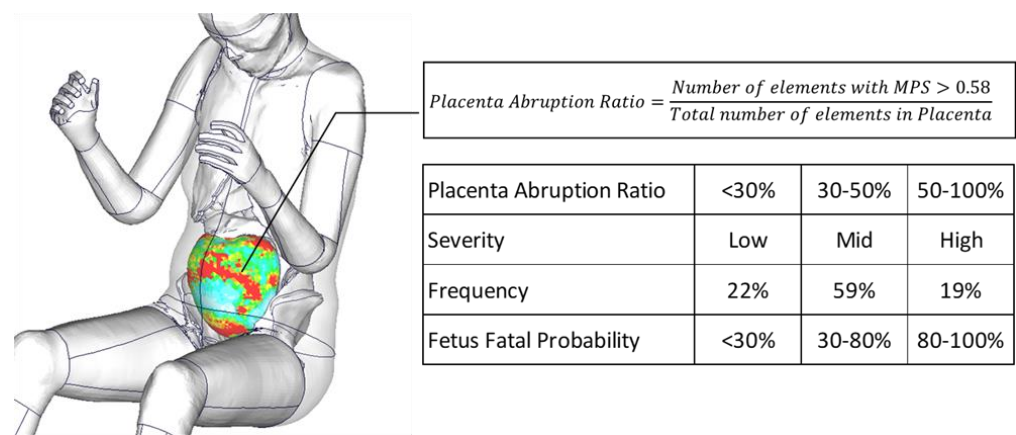 Placenta Abruption Ratio = Number of elements with MPS > 0.58 / Total number of elements in Placenta
Placenta Abruption Ratio <30% 30-50% 50-100%
Severity Low Mid High
Frequency 22% 59% 19%
Fetus Fatal Probability <30% 30-80% 80-100%